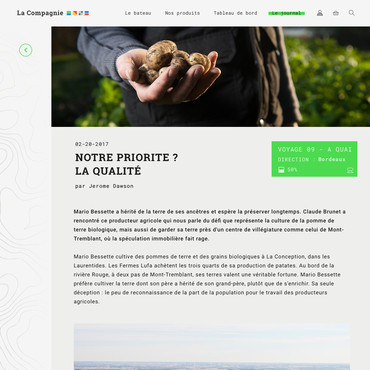 La Compagnie
Le bateau
Nos produits
Tableau de bord
Le journal
02-20-2017
NOTRE PRIORITE ?
LA QUALITÉ
par Jerome Dawson
VOYAGE 09 - A QUAI
DIRECTION : Bordeaux
50%
Mario Bessette a hérité de la terre de ses ancêtres et espère la préserver longtemps. Claude Brunet a
rencontré ce producteur agricole qui nous parle du défi que représente la culture de la pomme de
terre biologique, mais aussi de garder sa terre près d'un centre de villégiature comme celui de Mont-
Tremblant, où la spéculation immobilière fait rage.
Mario Bessette cultive des pommes de terre et des grains biologiques à La Conception, dans les
Laurentides. Les Fermes Lufa achètent les trois quarts de sa production de patates. Au bord de la
rivière Rouge, à deux pas de Mont-Tremblant, ses terres valent une véritable fortune. Mario Bessette
préfère cultiver la terre dont son père a hérité de son grand-père, plutôt que de s'enrichir. Sa seule
déception : le peu de reconnaissance de la part de la population pour le travail des producteurs
agricoles.